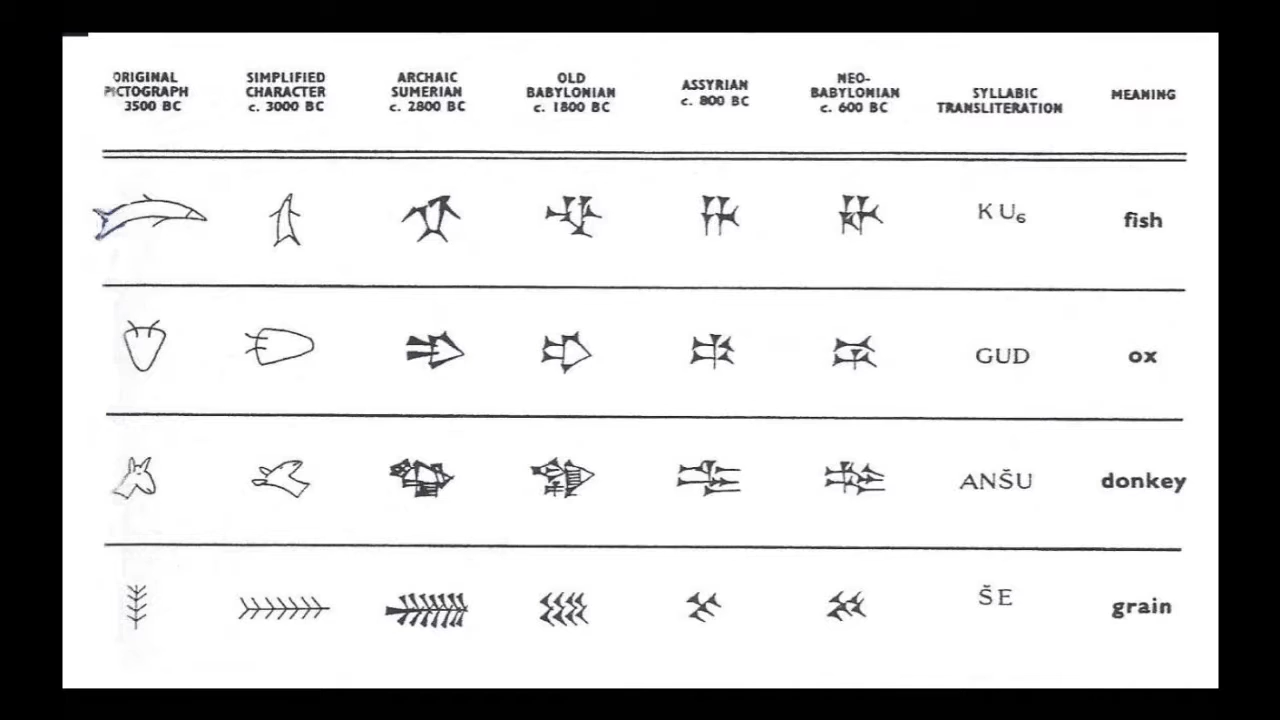 ORIGINAL PICTOGRAPH 3500 BC
SIMPLIFIED CHARACTER c. 3000 BC
ARCHAIC SUMERIAN c. 2800 BC
OLD BABYLONIAN c. 1800 BC
ASSYRIAN c. 800 BC
NEO-BABYLONIAN c. 600 BC
SYLLABIC TRANSLITERATION
MEANING
KU₆ fish
GUD ox
ANŠU donkey
ŠE grain